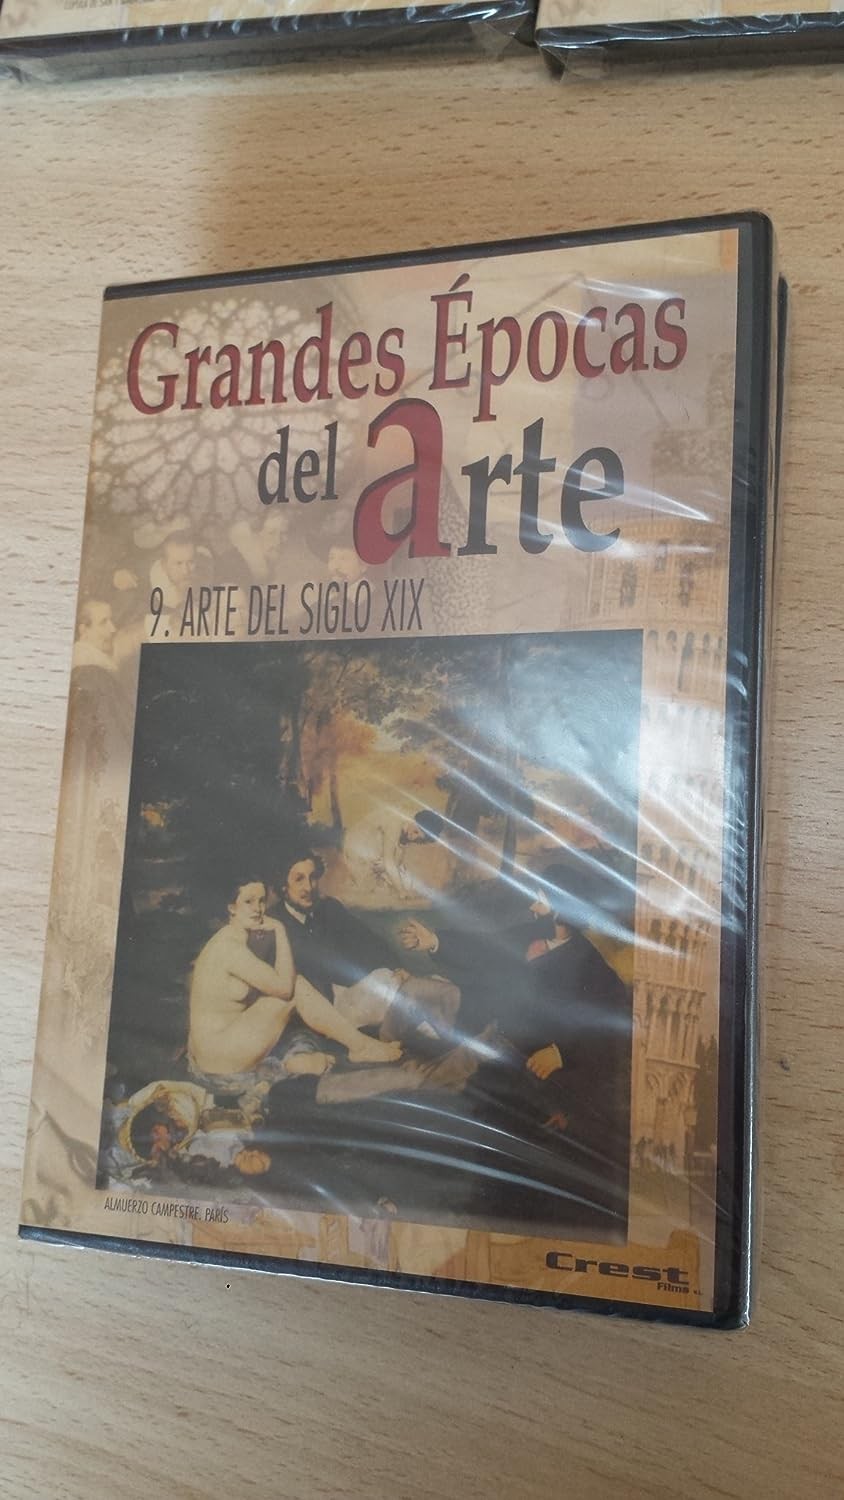 Grandes Épocas
del arte
9. ARTE DEL SIGLO XIX
ALMUERZO CAMPESTRE. PARÍS
Crest
Films S.L.